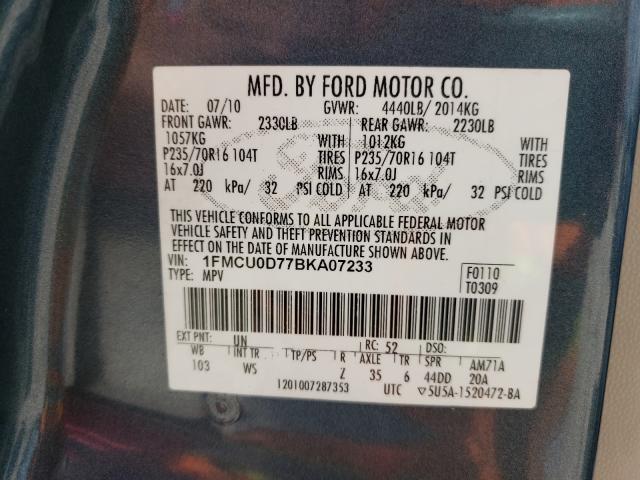 MFD. BY FORD MOTOR CO.
DATE: 07/10 GVWR: 4440LB/ 2014KG
FRONT GAWR: 2330LB REAR GAWR: 2230LB
1057KG WITH 1012KG WITH
P235/70R16 104T TIRES P235/70R16 104T TIRES
16x7.0J RIMS 16x7.0J RIMS
AT 220 kPa/ 32 PSI COLD AT 220 kPa/ 32 PSI COLD
THIS VEHICLE CONFORMS TO ALL APPLICABLE FEDERAL MOTOR
VEHICLE SAFETY AND THEFT PREVENTION STANDARDS IN
EFFECT ON THE DATE OF MANUFACTURE SHOWN ABOVE.
VIN: 1FMCU0D77BKA07233 F0110
TYPE: MPV T0309
EXT PNT: UN RC: 52 DSO:
WB INT TR TP/PS R AXLE TR SPR AM71A
103 WS Z 35 6 44DD 20A
1201007287353 UTC ▽5U5A-1520472-BA